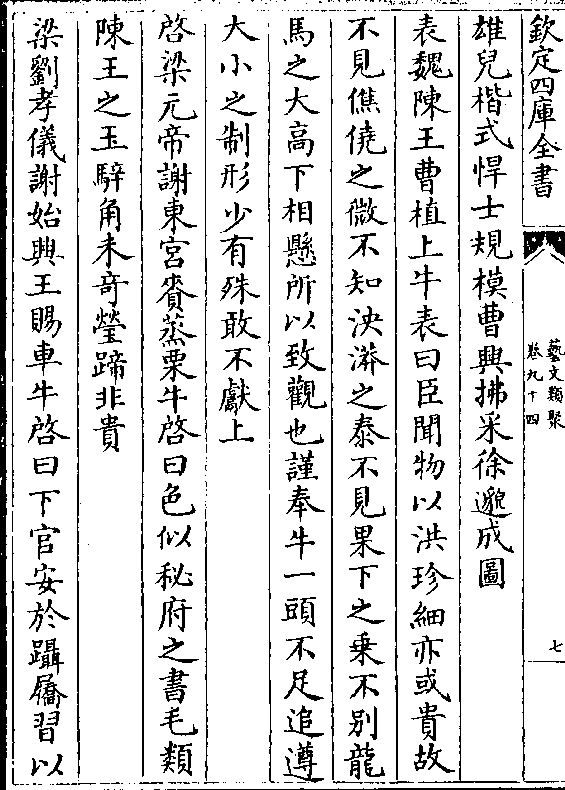 欽定四庫全書
藝文類聚
卷九十四
七
雄兒楷式悍士規模曹興拂采徐邈成圖
表魏陳王曹植上牛表曰臣聞物以洪珍細亦或貴故
不見僬僥之微不知泱漭之泰不見果下之乗不别龍
馬之大高下相懸所以致觀也謹奉牛一頭不足追遵
大小之制形少有殊敢不獻上
啓梁元帝謝東宮賚蒸栗牛啓曰色似秘府之書毛類
陳王之玉騂角未竒瑩蹄非貴
梁劉孝儀謝始興王賜車牛啓曰下官安於躡屩習以